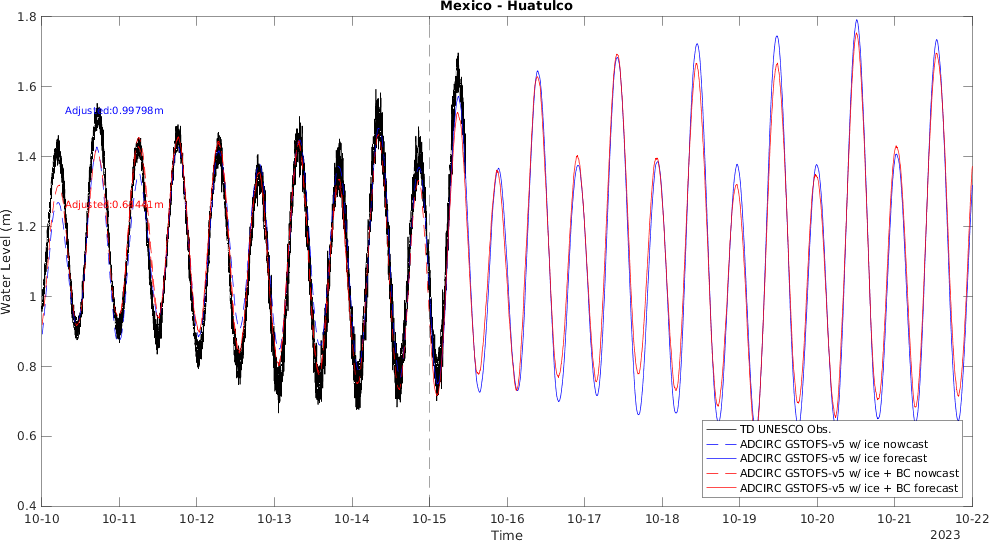 Mexico - Huatulco
1.8
1.6
1.4
1.2
1
0.8
0.6
0.4
Water Level (m)
Adjusted:0.99798m
TD UNESCO Obs.
ADCIRC GSTOFS-v5 w/ ice nowcast
ADCIRC GSTOFS-v5 w/ ice forecast
ADCIRC GSTOFS-v5 w/ ice + BC nowcast
ADCIRC GSTOFS-v5 w/ ice + BC forecast
10-10 10-11 10-12 10-13 10-14 10-15 10-16 10-17 10-18 10-19 10-20 10-21 10-22
Time
2023